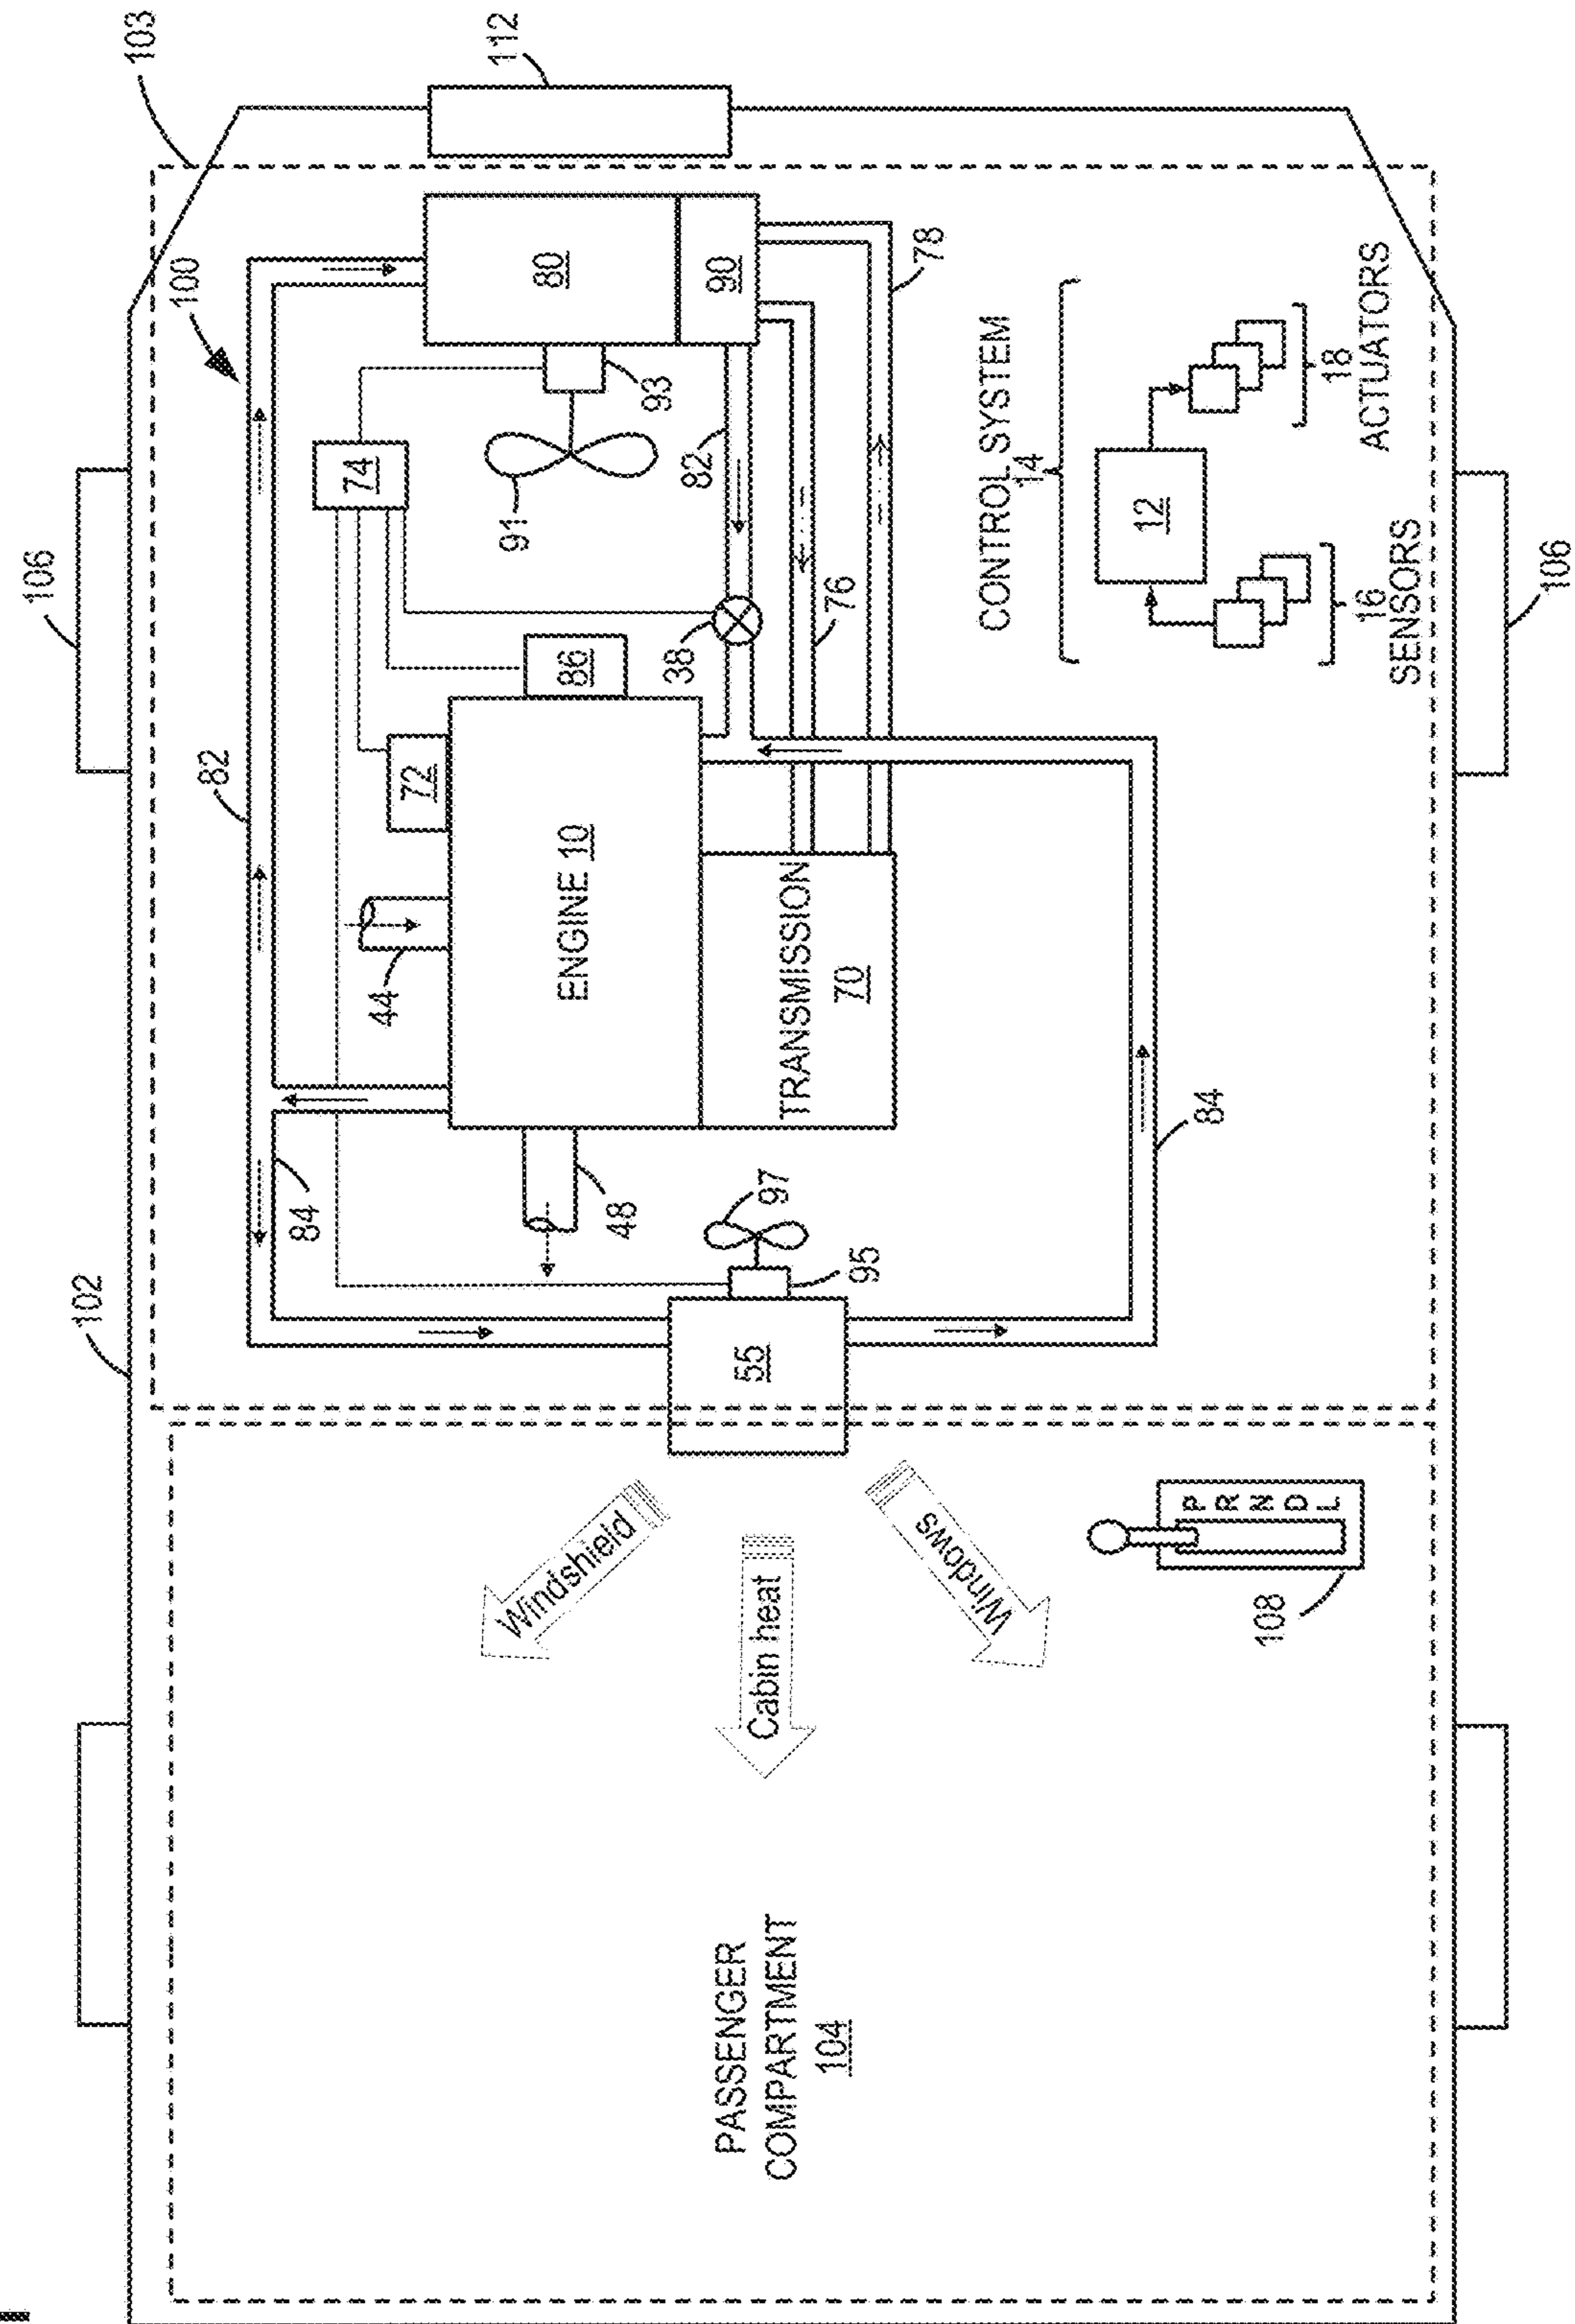 106
102
103
100
82
84
74
44
72
112
91
80
Windshield
ENGINE 10
86
48
93
38
82
90
PASSENGER
COMPARTMENT
104
55
Cabin heat
97
95
TRANSMISSION
70
76
78
Windows
CONTROL SYSTEM
14
12
P
R
N
D
L
84
108
16
SENSORS
18
ACTUATORS
106